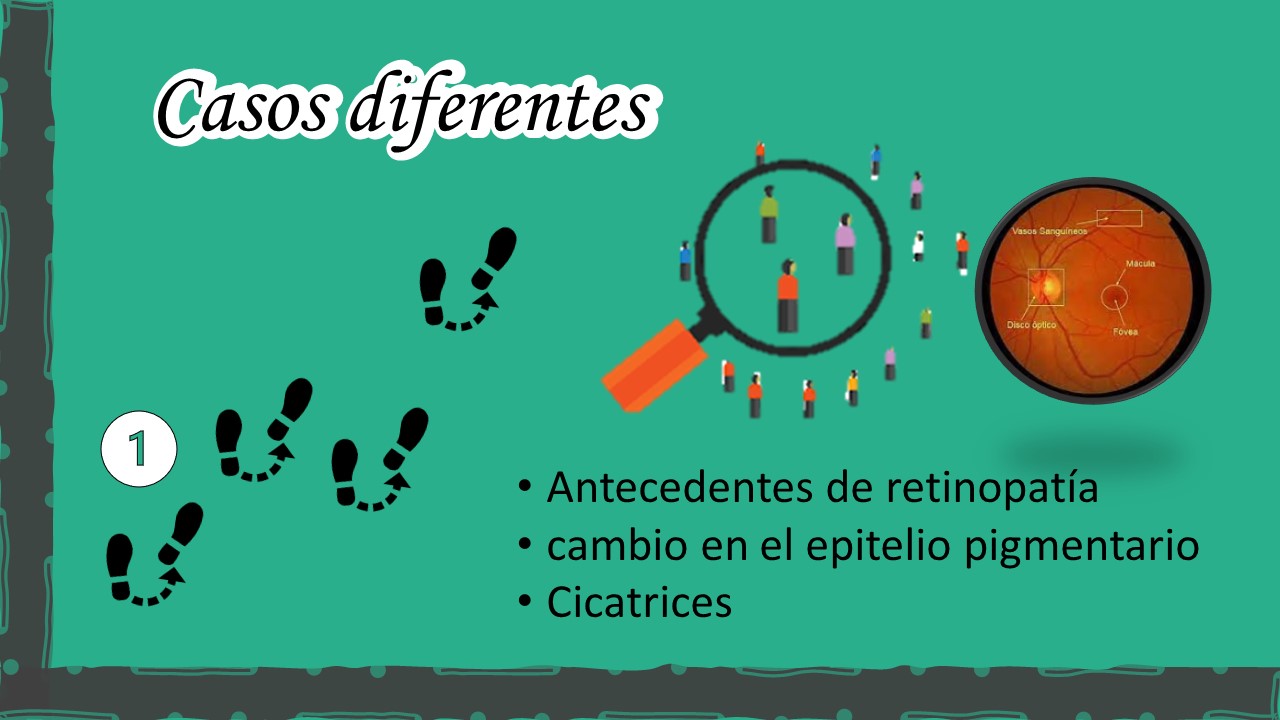 Casos diferentes
Vasos Sanguíneos
Mácula
Disco óptico
Fóvea
1
• Antecedentes de retinopatía
• cambio en el epitelio pigmentario
• Cicatrices